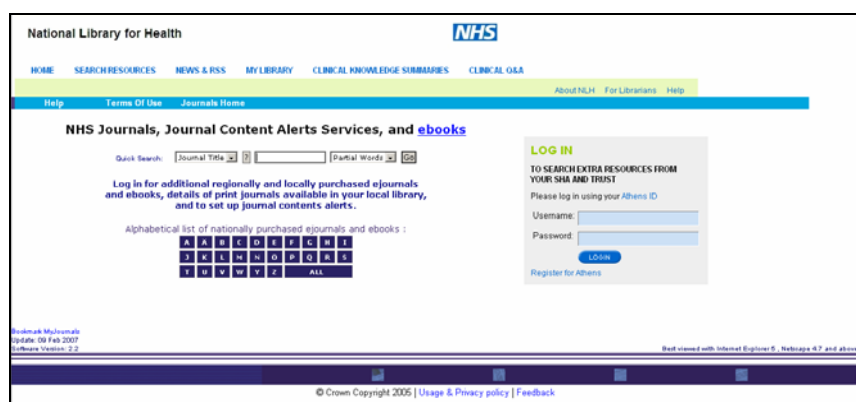 National Library for Health
NHS
HOME SEARCH RESOURCES NEWS & RSS MY LIBRARY CLINICAL KNOWLEDGE SUMMARIES CLINICAL Q&A
About NLH For Librarians Help
Help Terms Of Use Journals Home
NHS Journals, Journal Content Alerts Services, and ebooks
Quick Search: Journal Title ? Partial Words Go
Log in for additional regionally and locally purchased ejournals
and ebooks, details of print journals available in your local library,
and to set up journal contents alerts.
Alphabetical list of nationally purchased ejournals and ebooks :
A A B C D E F G H I
J K L M N O P Q R S
T U V W Y Z ALL
LOG IN
TO SEARCH EXTRA RESOURCES FROM
YOUR SHA AND TRUST
Please log in using your Athens ID
Username:
Password:
LOGIN
Register for Athens
Bookmark MyJournals
Update: 09 Feb 2007
Software Version: 2.2
Best viewed with Internet Explorer 5 , Netscape 4.7 and above
© Crown Copyright 2005 | Usage & Privacy policy | Feedback